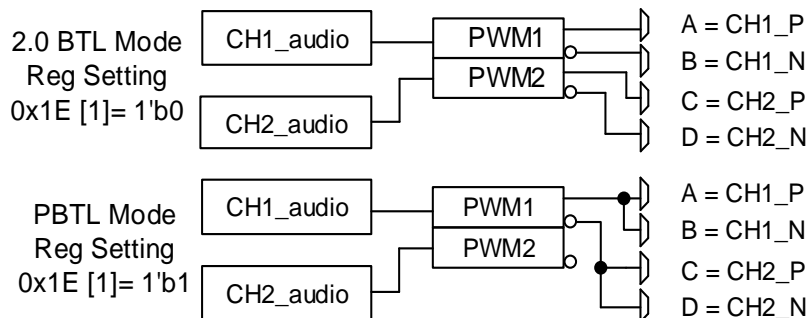 2.0 BTL Mode
Reg Setting
0x1E [1]= 1'b0
CH1_audio
CH2_audio
PWM1
PWM2
A = CH1_P
B = CH1_N
C = CH2_P
D = CH2_N
PBTL Mode
Reg Setting
0x1E [1]= 1'b1
CH1_audio
CH2_audio
PWM1
PWM2
A = CH1_P
B = CH1_N
C = CH2_P
D = CH2_N